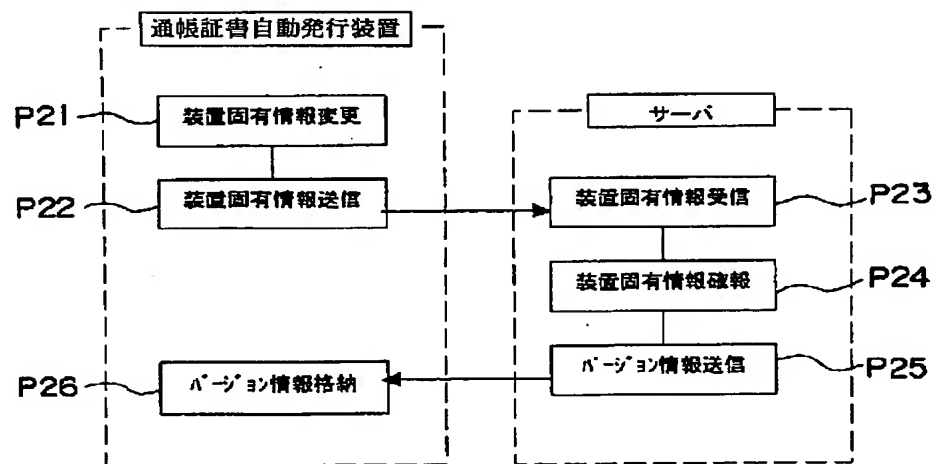 通帳証書自動発行装置
サーバ
P21
装置固有情報変更
P22
装置固有情報送信
装置固有情報受信
P23
装置固有情報確報
P24
バージョン情報送信
P25
P26
バージョン情報格納